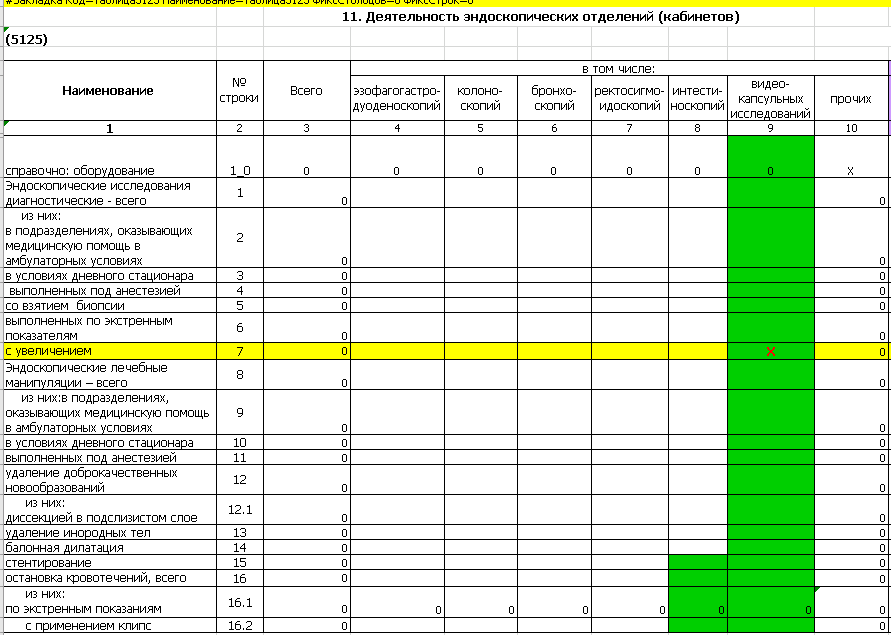 #Закладка Код=Таблица5125 Наименование=Таблица5125 ФиксСтолбцов=0 ФиксСтрок=0
11. Деятельность эндоскопических отделений (кабинетов)
(5125)
Наименование
№ строки
Всего
в том числе:
эзофагогастро-
дуоденоскопий
колоно-
скопий
бронхо-
скопий
ректосигмо-
идоскопий
интести-
носкопий
видео-
капсульных
исследований
прочих
1 2 3 4 5 6 7 8 9 10
справочно: оборудование 1_0 0 0 0 0 0 0 0 X
Эндоскопические исследования
диагностические - всего 1 0 0
из них:
в подразделениях, оказывающих
медицинскую помощь в
амбулаторных условиях 2 0 0
в условиях дневного стационара 3 0 0
выполненных под анестезией 4 0 0
со взятием биопсии 5 0 0
выполненных по экстренным
показателям 6 0 0
с увеличением 7 0 X 0
Эндоскопические лечебные
манипуляции – всего 8 0 0
из них:в подразделениях,
оказывающих медицинскую помощь
в амбулаторных условиях 9 0 0
в условиях дневного стационара 10 0 0
выполненных под анестезией 11 0 0
удаление доброкачественных
новообразований 12 0 0
из них:
диссекцией в подслизистом слое 12.1 0 0
удаление инородных тел 13 0 0
балонная дилатация 14 0 0
стентирование 15 0 0
остановка кровотечений, всего 16 0 0
из них:
по экстренным показаниям 16.1 0 0 0 0 0 0 0 0
с применением клипс 16.2 0 0